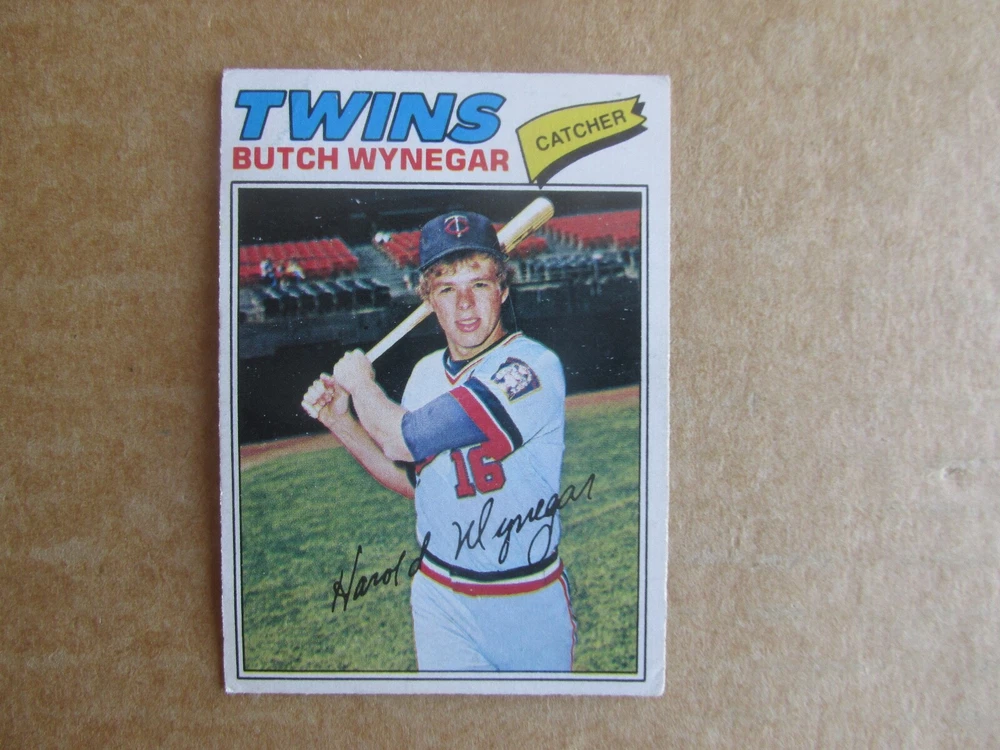 TWINS
BUTCH WYNEGAR
CATCHER
16
Harold Wynegar